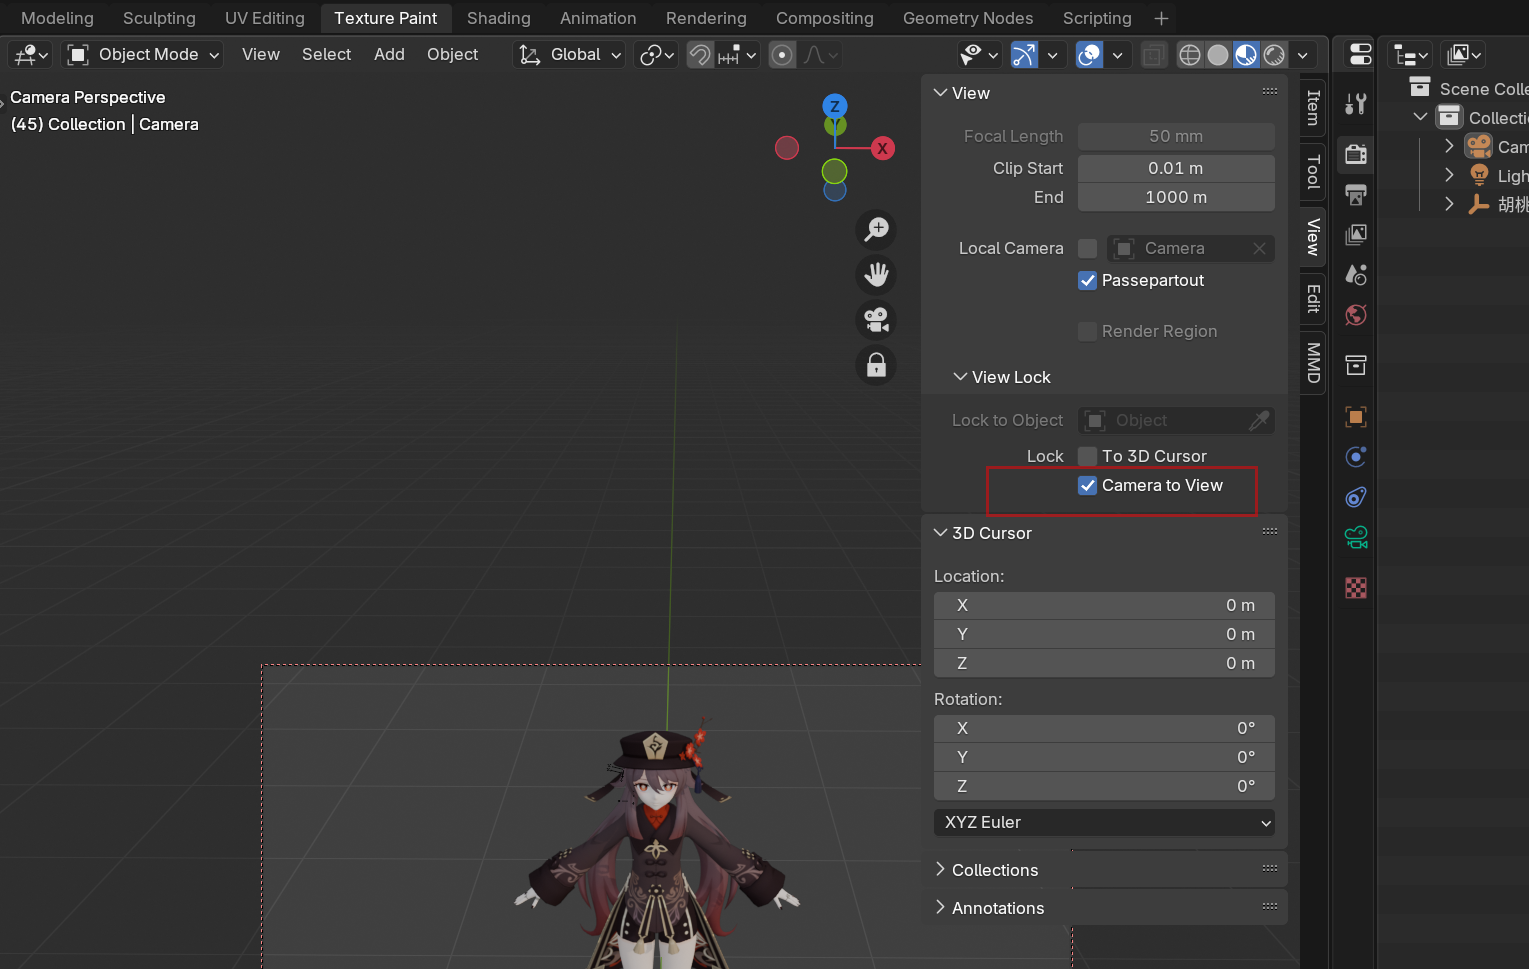 Modeling Sculpting UV Editing Texture Paint Shading Animation Rendering Compositing Geometry Nodes Scripting
Object Mode View Select Add Object Global
Camera Perspective
(45) Collection | Camera
Z
X
View
Focal Length 50 mm
Clip Start 0.01 m
End 1000 m
Local Camera Camera
Passepartout
Render Region
View Lock
Lock to Object Object
Lock To 3D Cursor
Camera to View
3D Cursor
Location:
X 0 m
Y 0 m
Z 0 m
Rotation:
X 0°
Y 0°
Z 0°
XYZ Euler
Collections
Annotations
Item
Tool
View
Edit
MMD
Scene Colle
Collectio
Cam
Ligh
胡桃